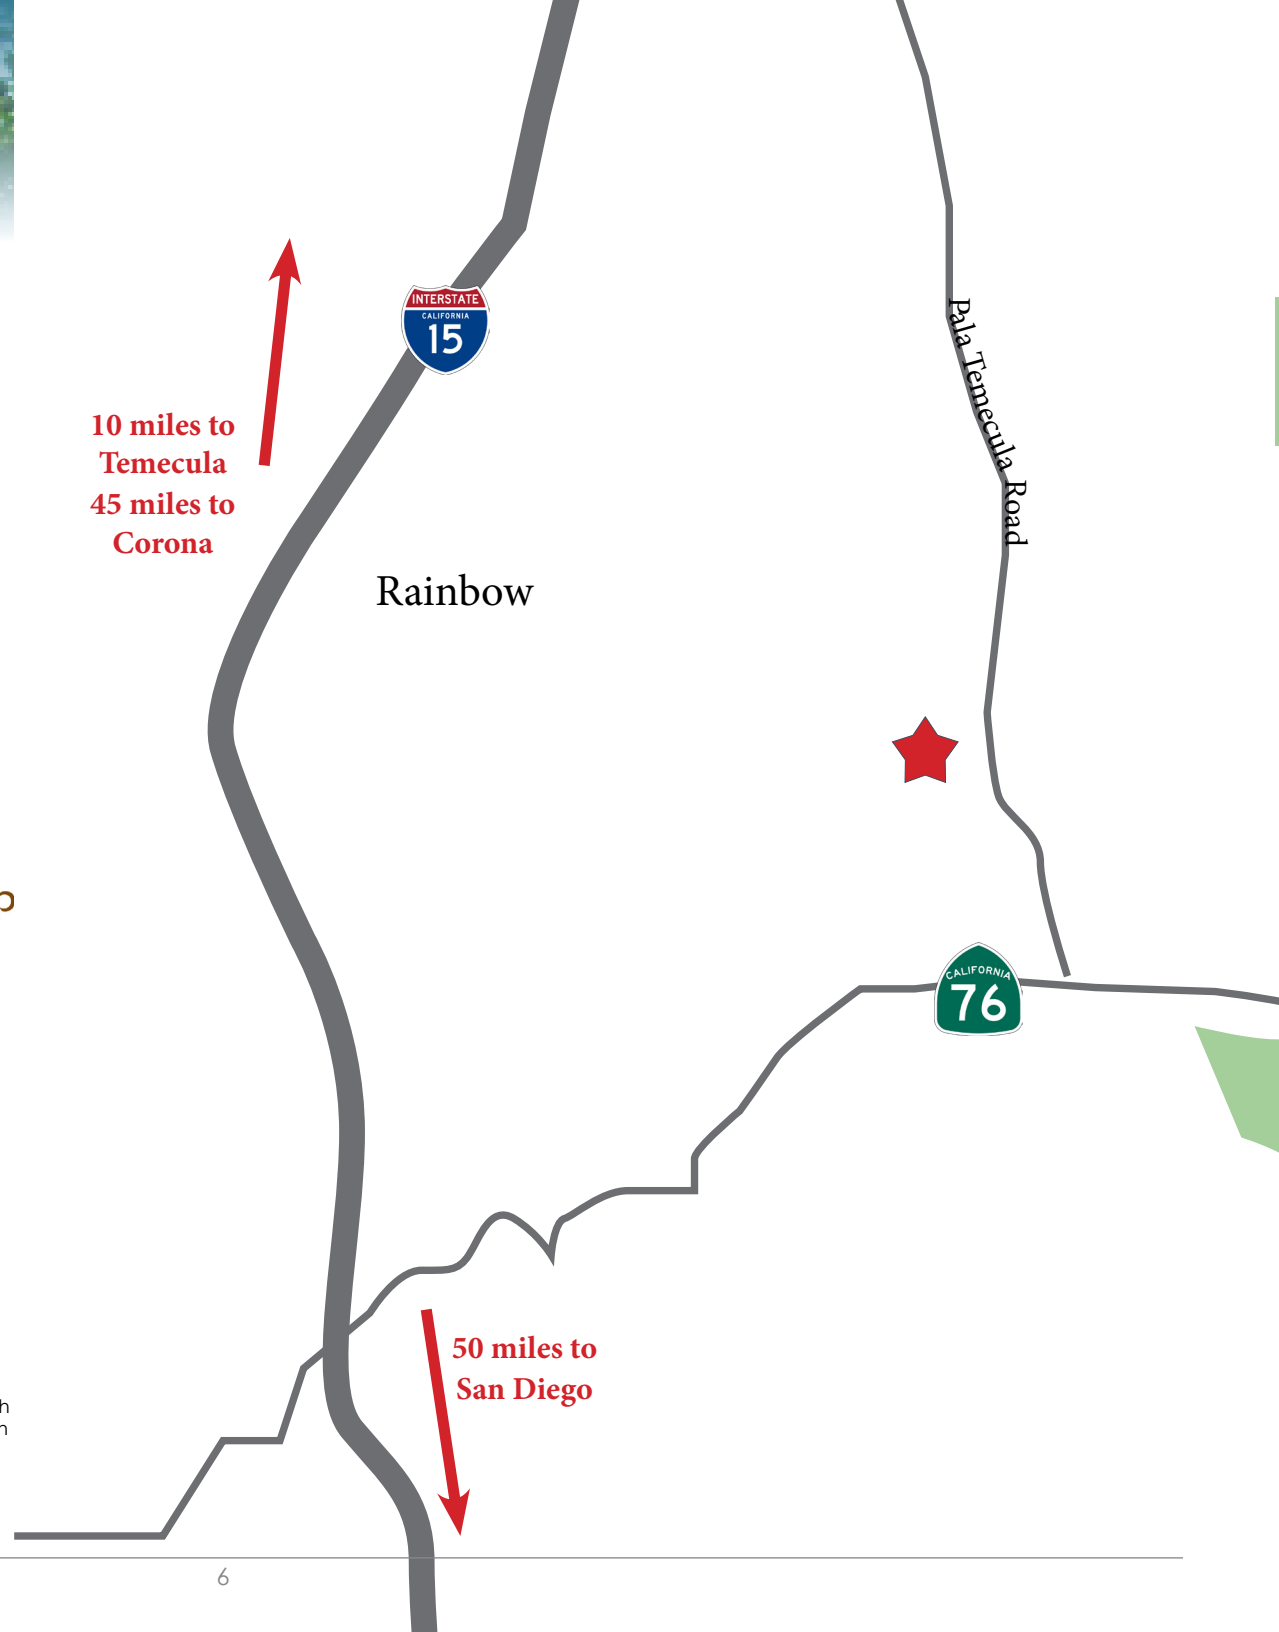 INTERSTATE
CALIFORNIA
15
Pala Temecula Road
10 miles to
Temecula
45 miles to
Corona
Rainbow
CALIFORNIA
76
50 miles to
San Diego
6